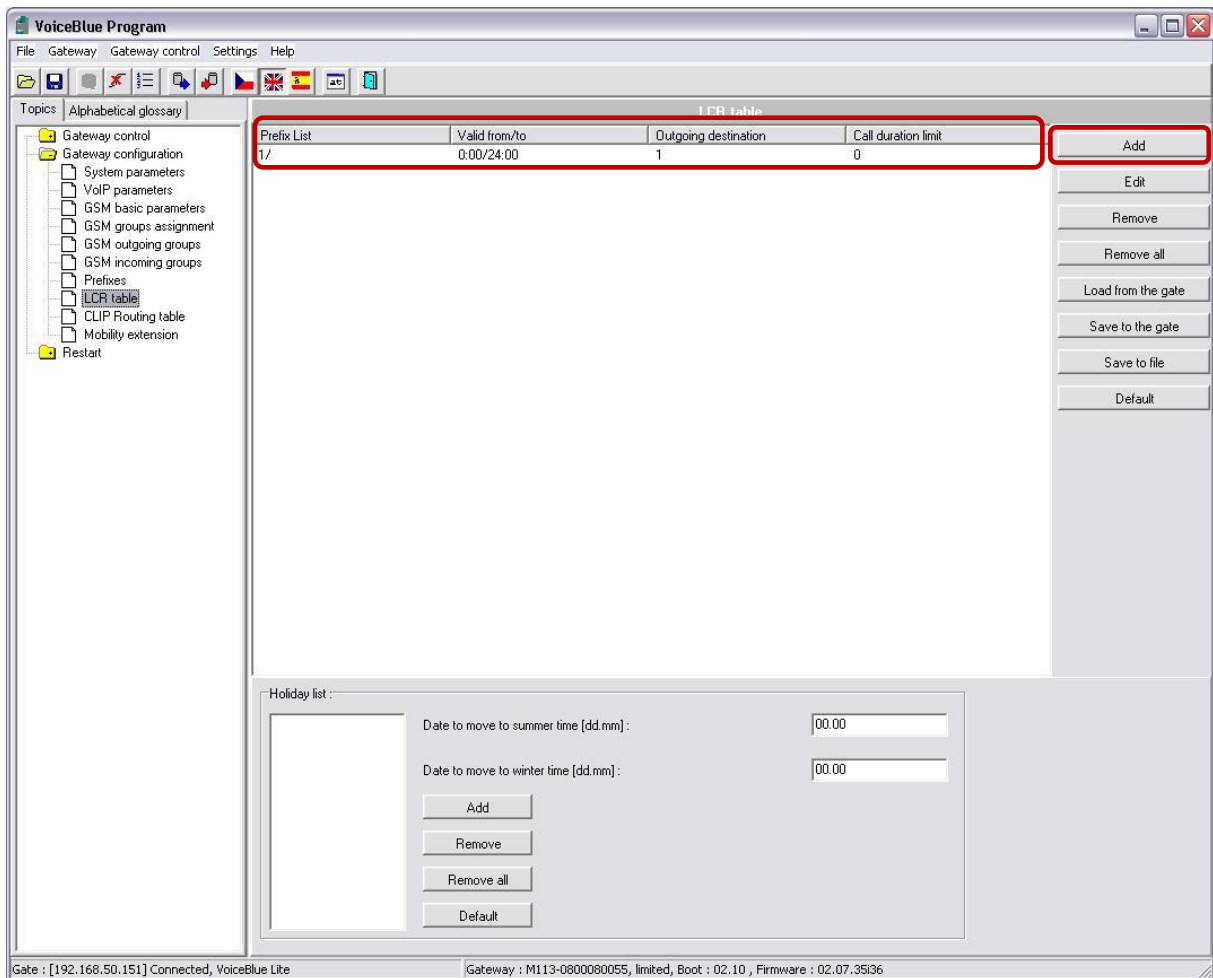 VoiceBlue Program
File Gateway Gateway control Settings Help
Topics Alphabetical glossary
LCR table
Gateway control
Gateway configuration
System parameters
VoIP parameters
GSM basic parameters
GSM groups assignment
GSM outgoing groups
GSM incoming groups
Prefixes
LCR table
CLIP Routing table
Mobility extension
Restart
Prefix List Valid from/to Outgoing destination Call duration limit
1/ 0:00/24:00 1 0
Add
Edit
Remove
Remove all
Load from the gate
Save to the gate
Save to file
Default
Holiday list :
Date to move to summer time [dd.mm] : 00.00
Date to move to winter time [dd.mm] : 00.00
Add
Remove
Remove all
Default
Gate : [192.168.50.151] Connected, VoiceBlue Lite Gateway : M113-0800080055, limited, Boot : 02.10 , Firmware : 02.07.35i36